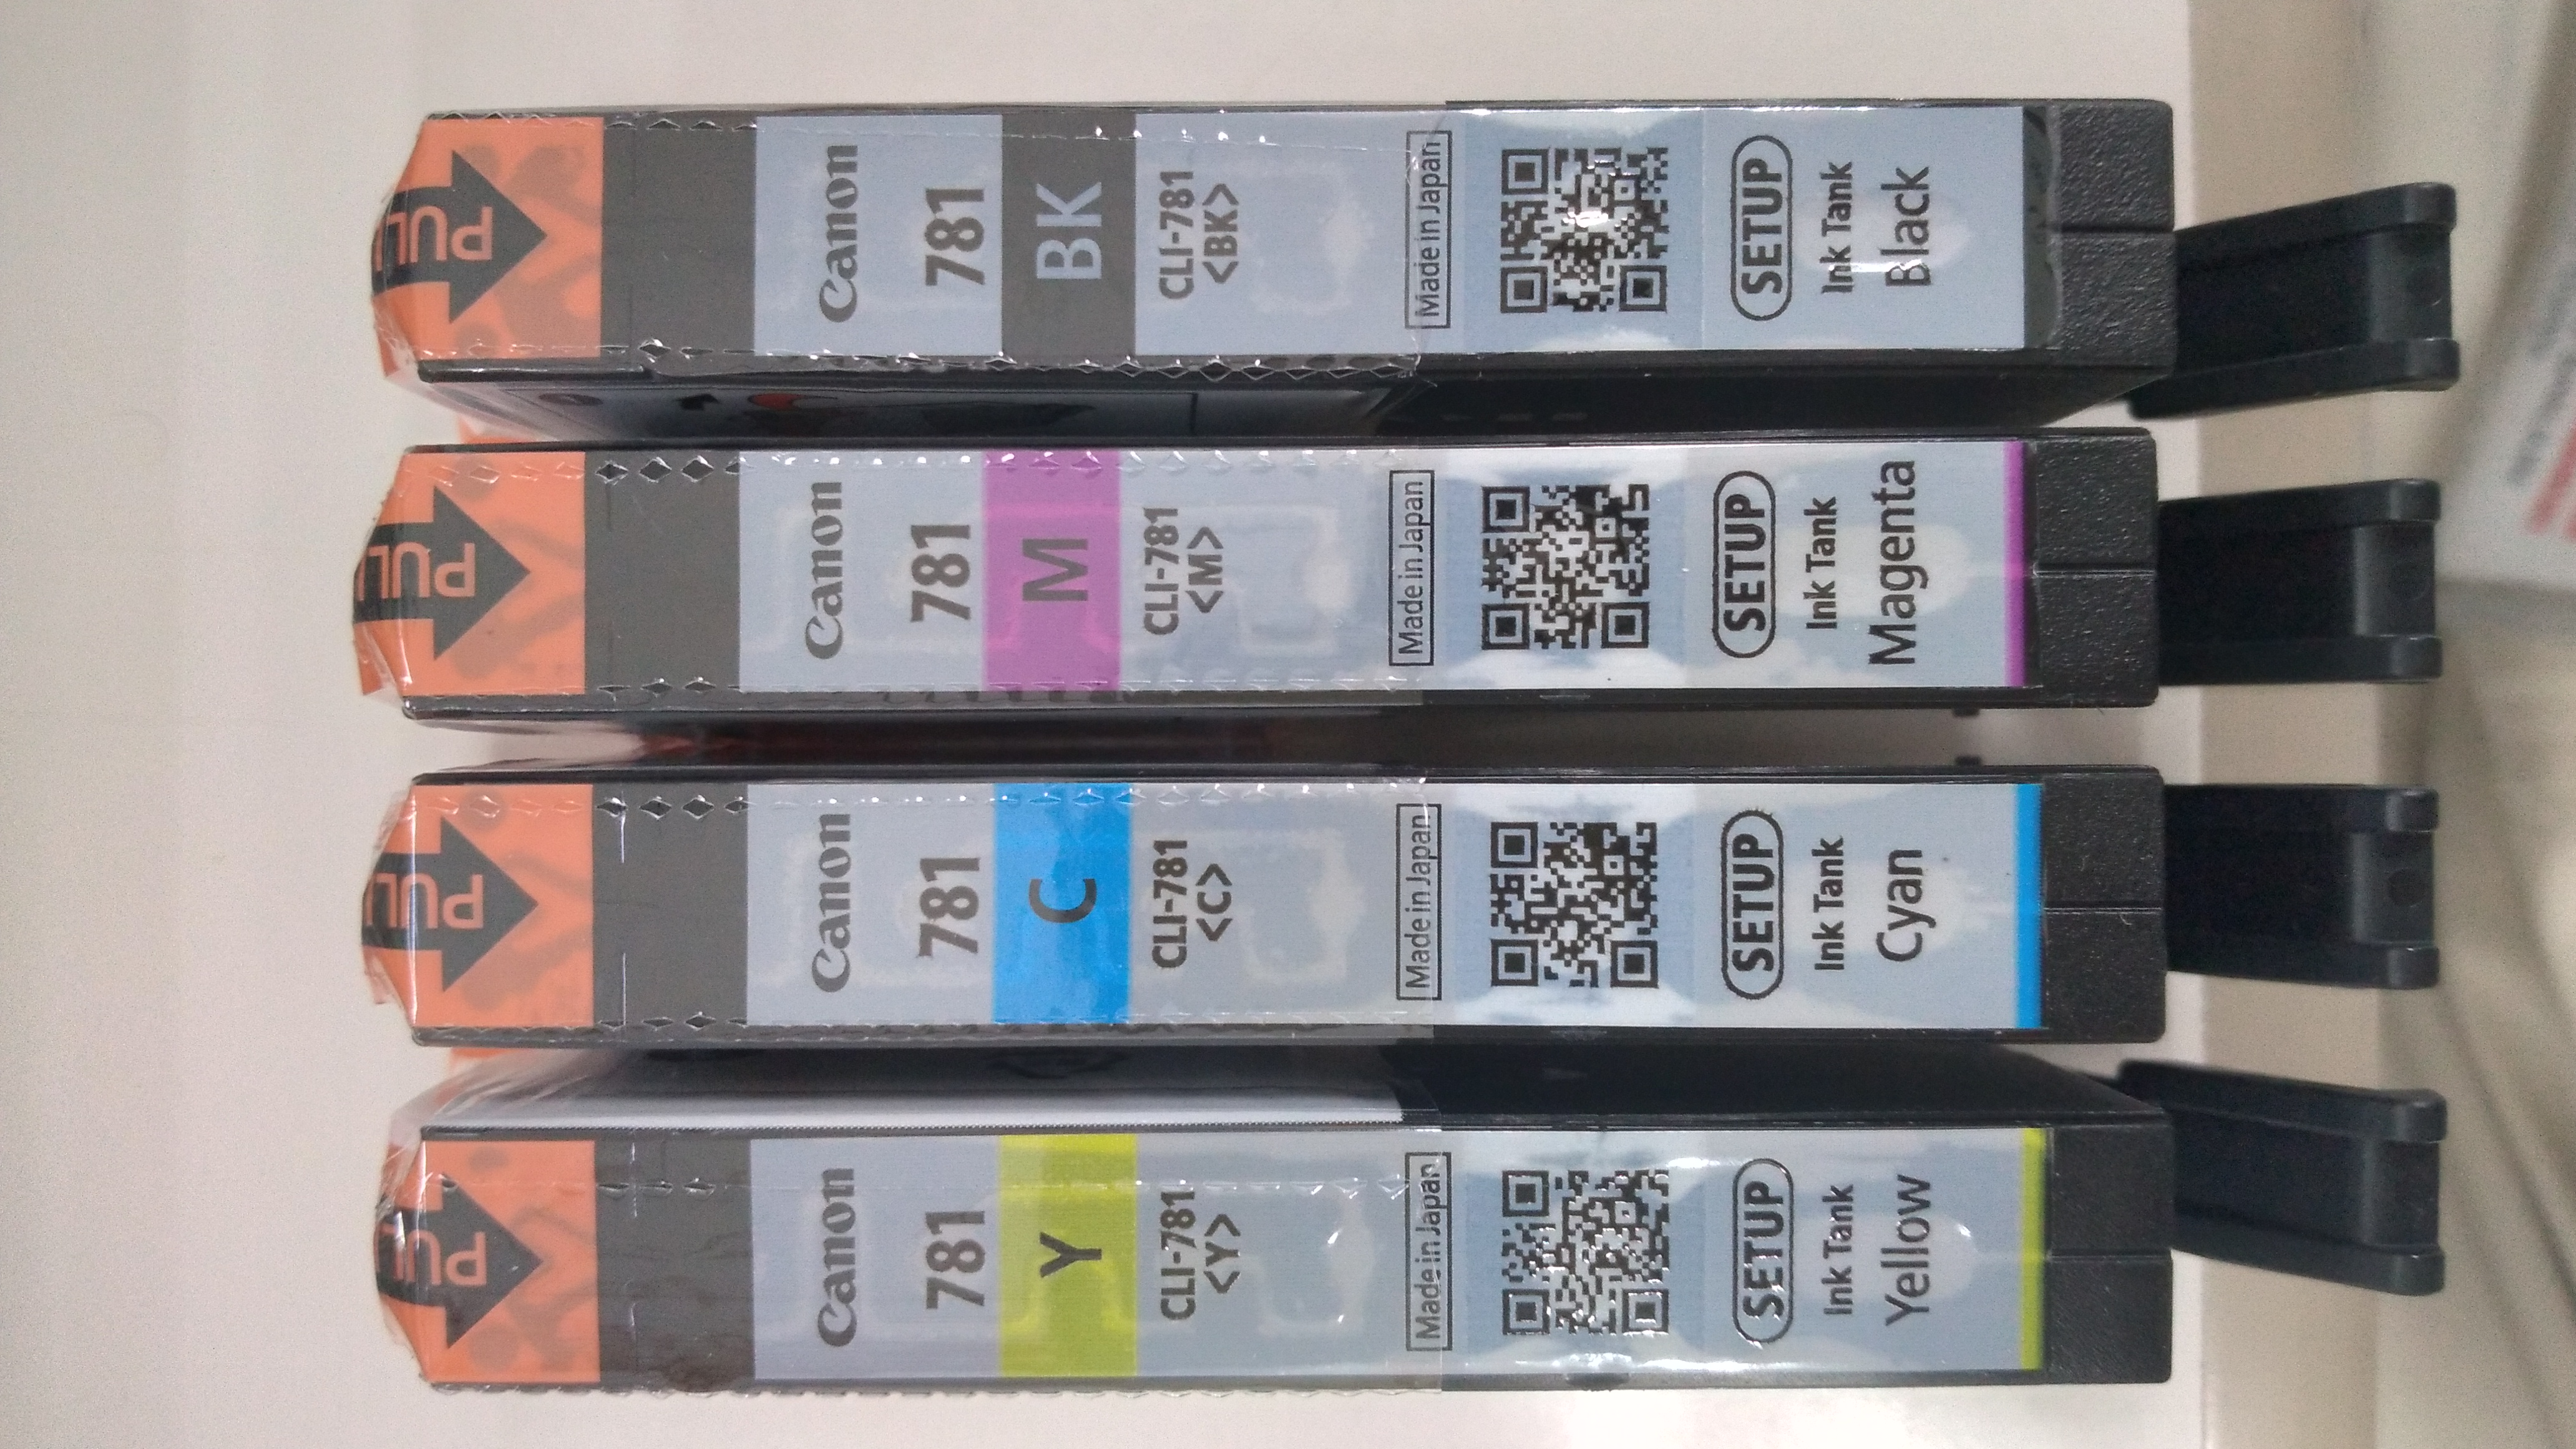 PULL
Canon
781
Y
CLI-781
<Y>
Made in Japan
SETUP
Ink Tank
Yellow
PULL
Canon
781
C
CLI-781
<C>
Made in Japan
SETUP
Ink Tank
Cyan
PULL
Canon
781
M
CLI-781
<M>
Made in Japan
SETUP
Ink Tank
Magenta
PULL
Canon
781
BK
CLI-781
<BK>
Made in Japan
SETUP
Ink Tank
Black